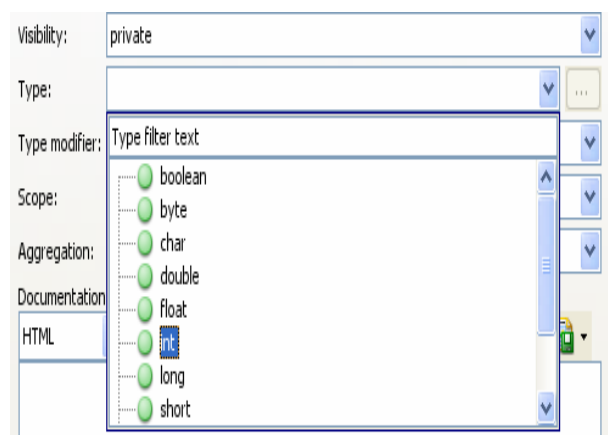 Visibility: private
Type: ...
Type modifier: Type filter text
boolean
byte
Scope:
char
Aggregation:
double
Documentation
float
HTML
int
long
short